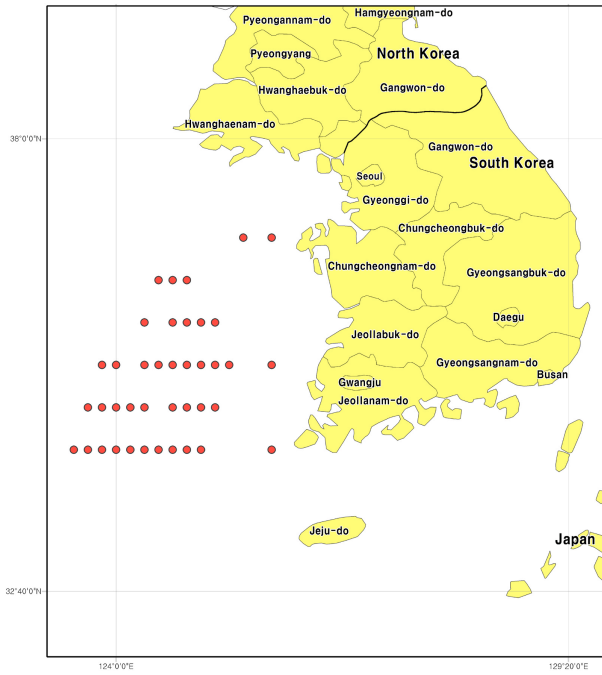 Hamgyeongnam-do
Pyeongannam-do
Pyeongyang
North Korea
Hwanghaebuk-do
Gangwon-do
Hwanghaenam-do
38°0'0"N
Gangwon-do
South Korea
Seoul
Gyeonggi-do
Chungcheongbuk-do
Chungcheongnam-do
Gyeongsangbuk-do
Daegu
Jeollabuk-do
Gyeongsangnam-do
Busan
Gwangju
Jeollanam-do
Jeju-do
Japan
32°40'0"N
124°0'0"E
129°20'0"E